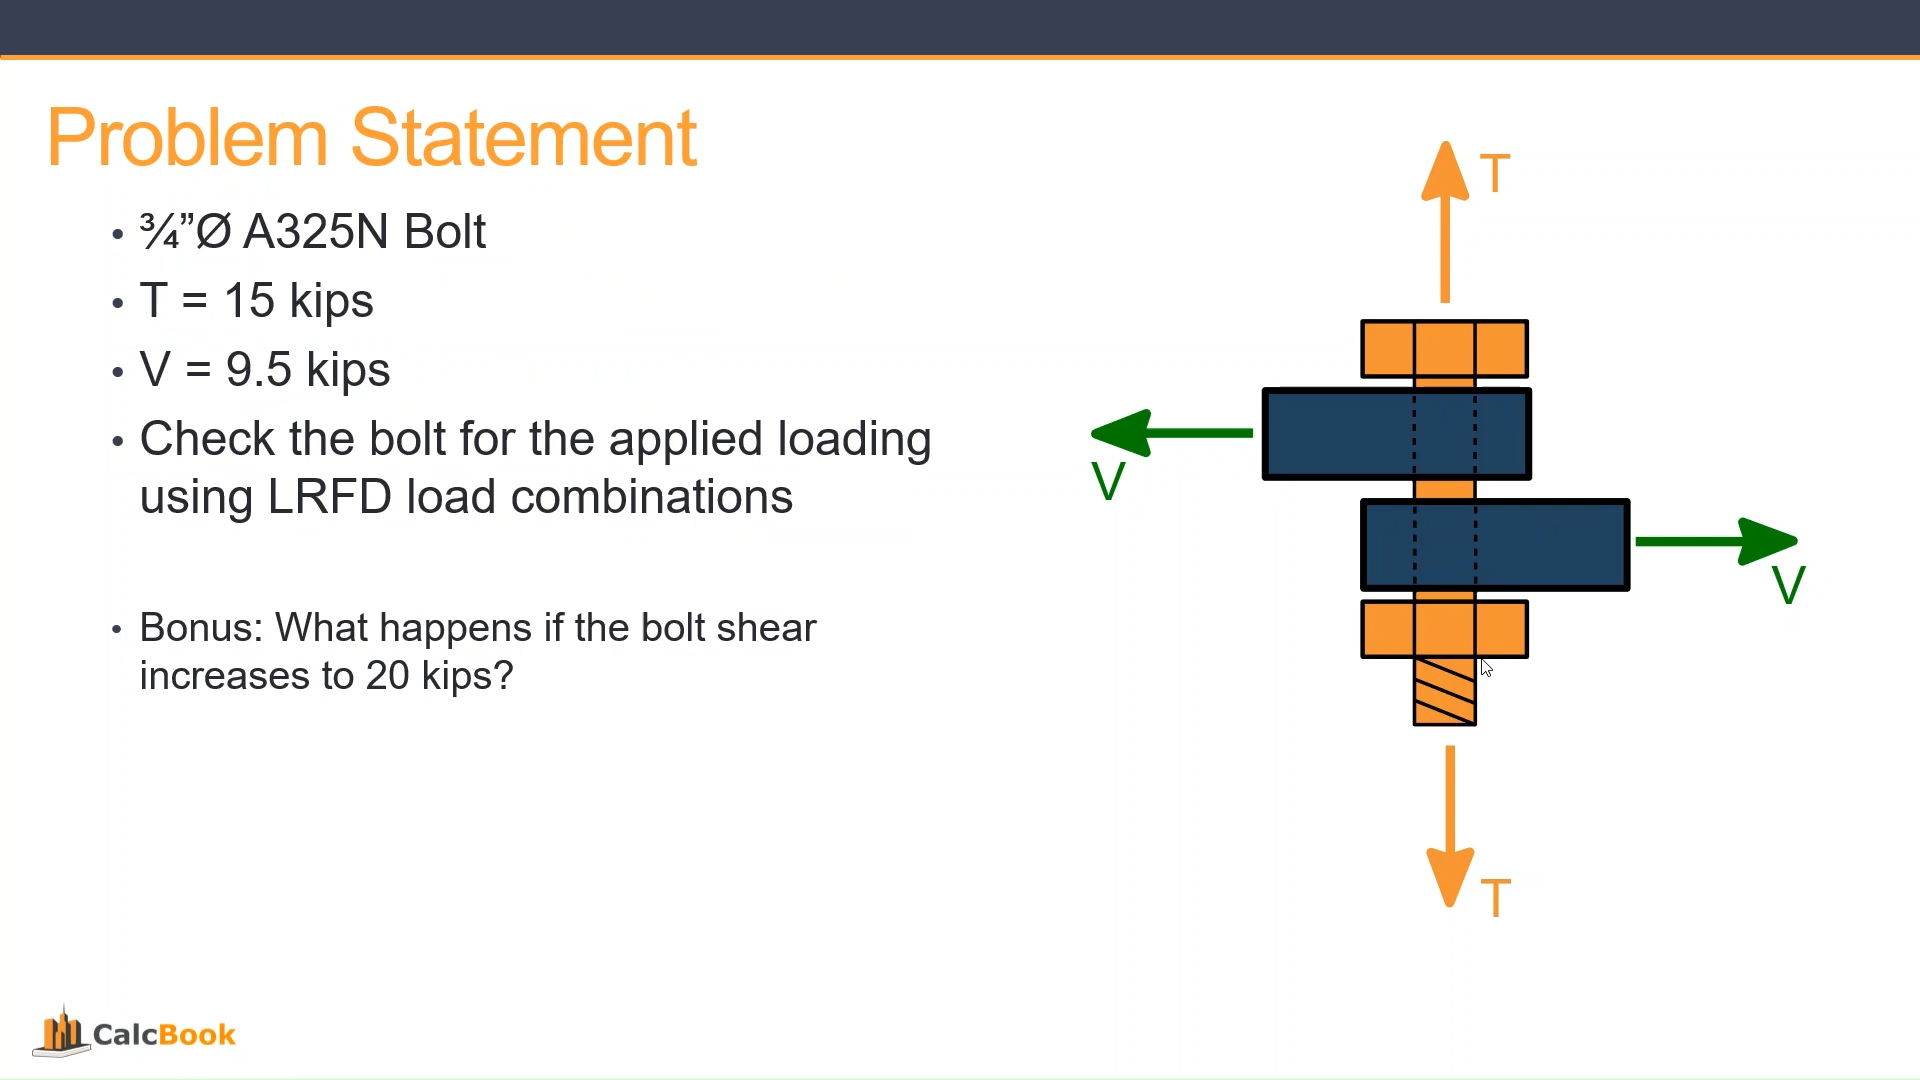 Problem Statement
• ¾”Ø A325N Bolt
• T = 15 kips
• V = 9.5 kips
• Check the bolt for the applied loading
using LRFD load combinations
• Bonus: What happens if the bolt shear
increases to 20 kips?
T
V
V
T
CalcBook